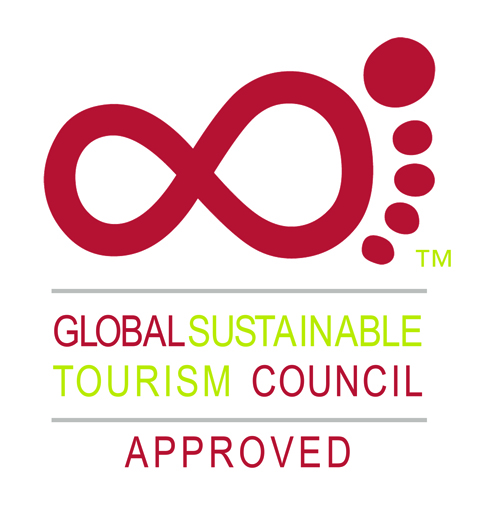 TM
GLOBAL SUSTAINABLE
TOURISM COUNCIL
APPROVED